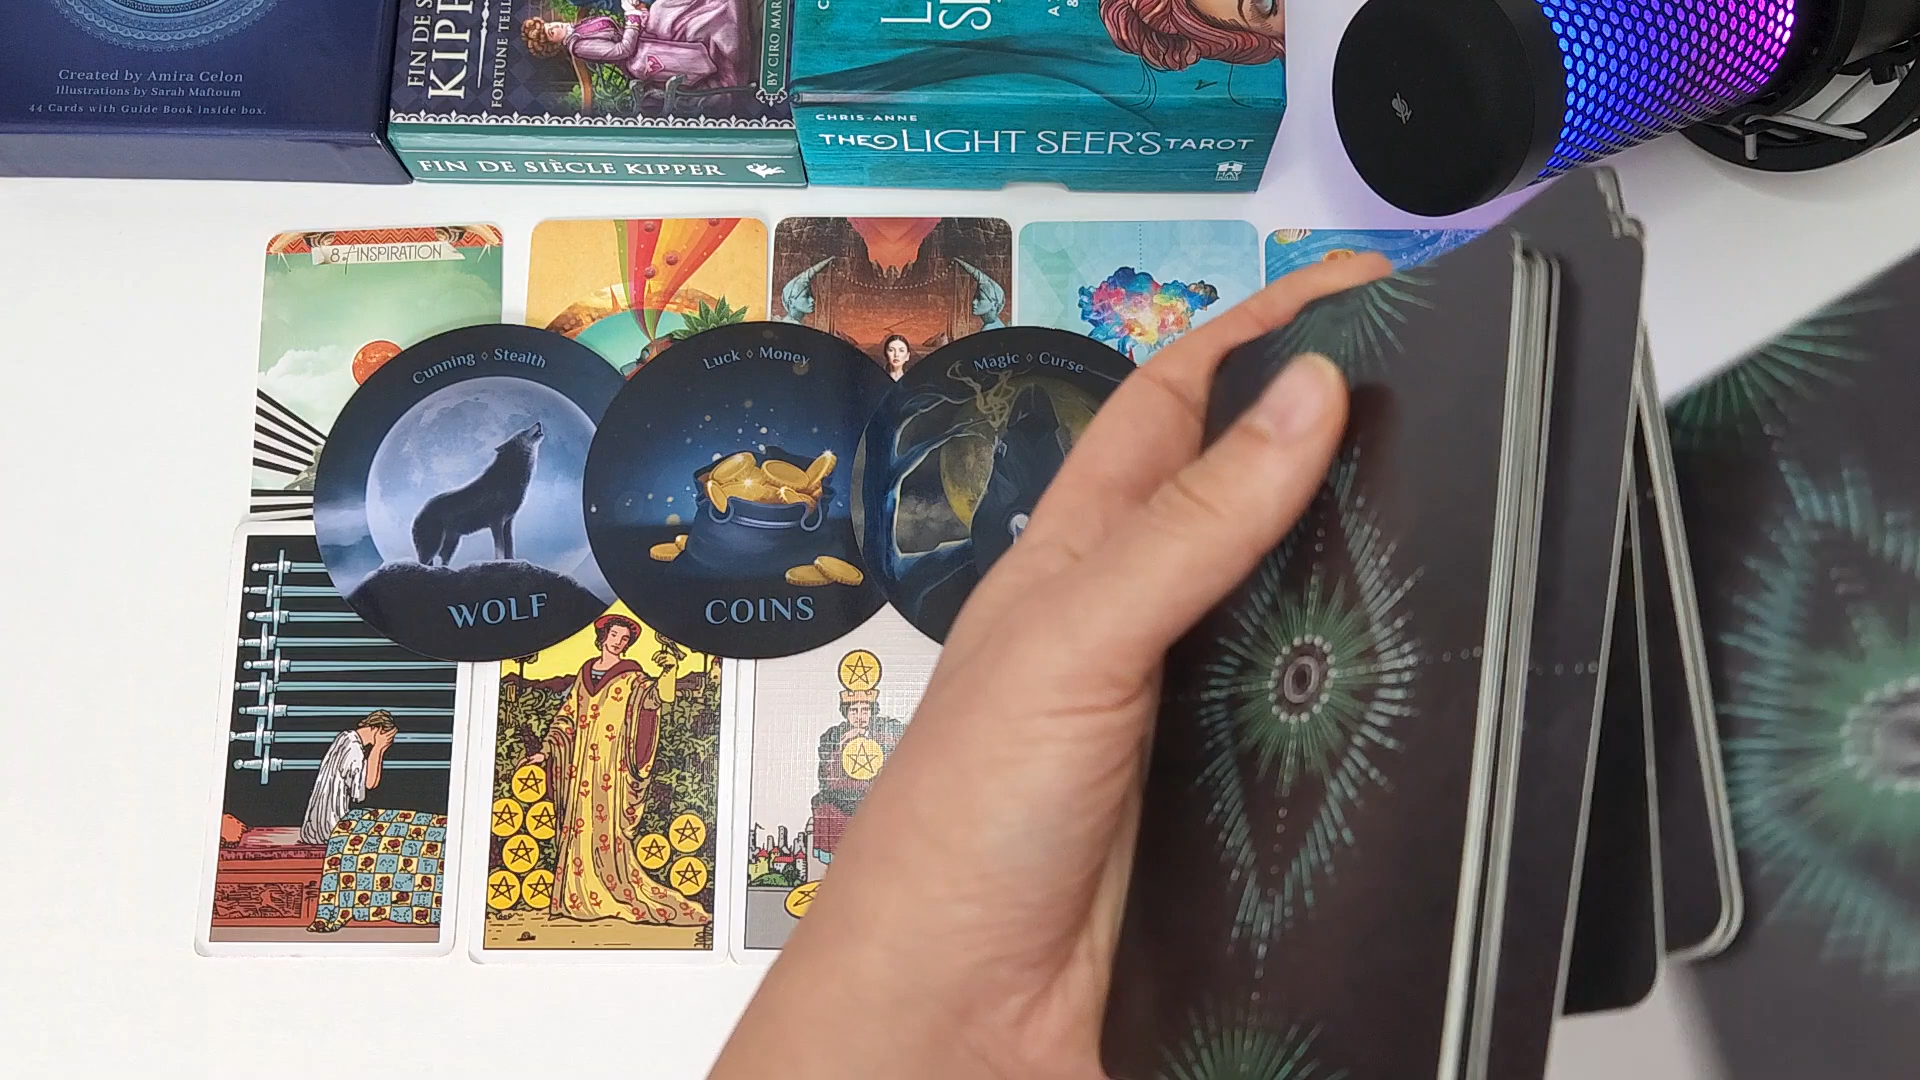 Created by Amira Celon
Illustrations by Sarah Maftoum
44 Cards with Guide Book inside box.
FIN DE S
KIPP
FORTUNE TELL
BY CIRO MAR
FIN DE SIÈCLE KIPPER
CHRIS-ANNE
THE LIGHT SEER'S TAROT
8-INSPIRATION
Cunning ◊ Stealth
WOLF
Luck ◊ Money
COINS
Magic ◊ Curse